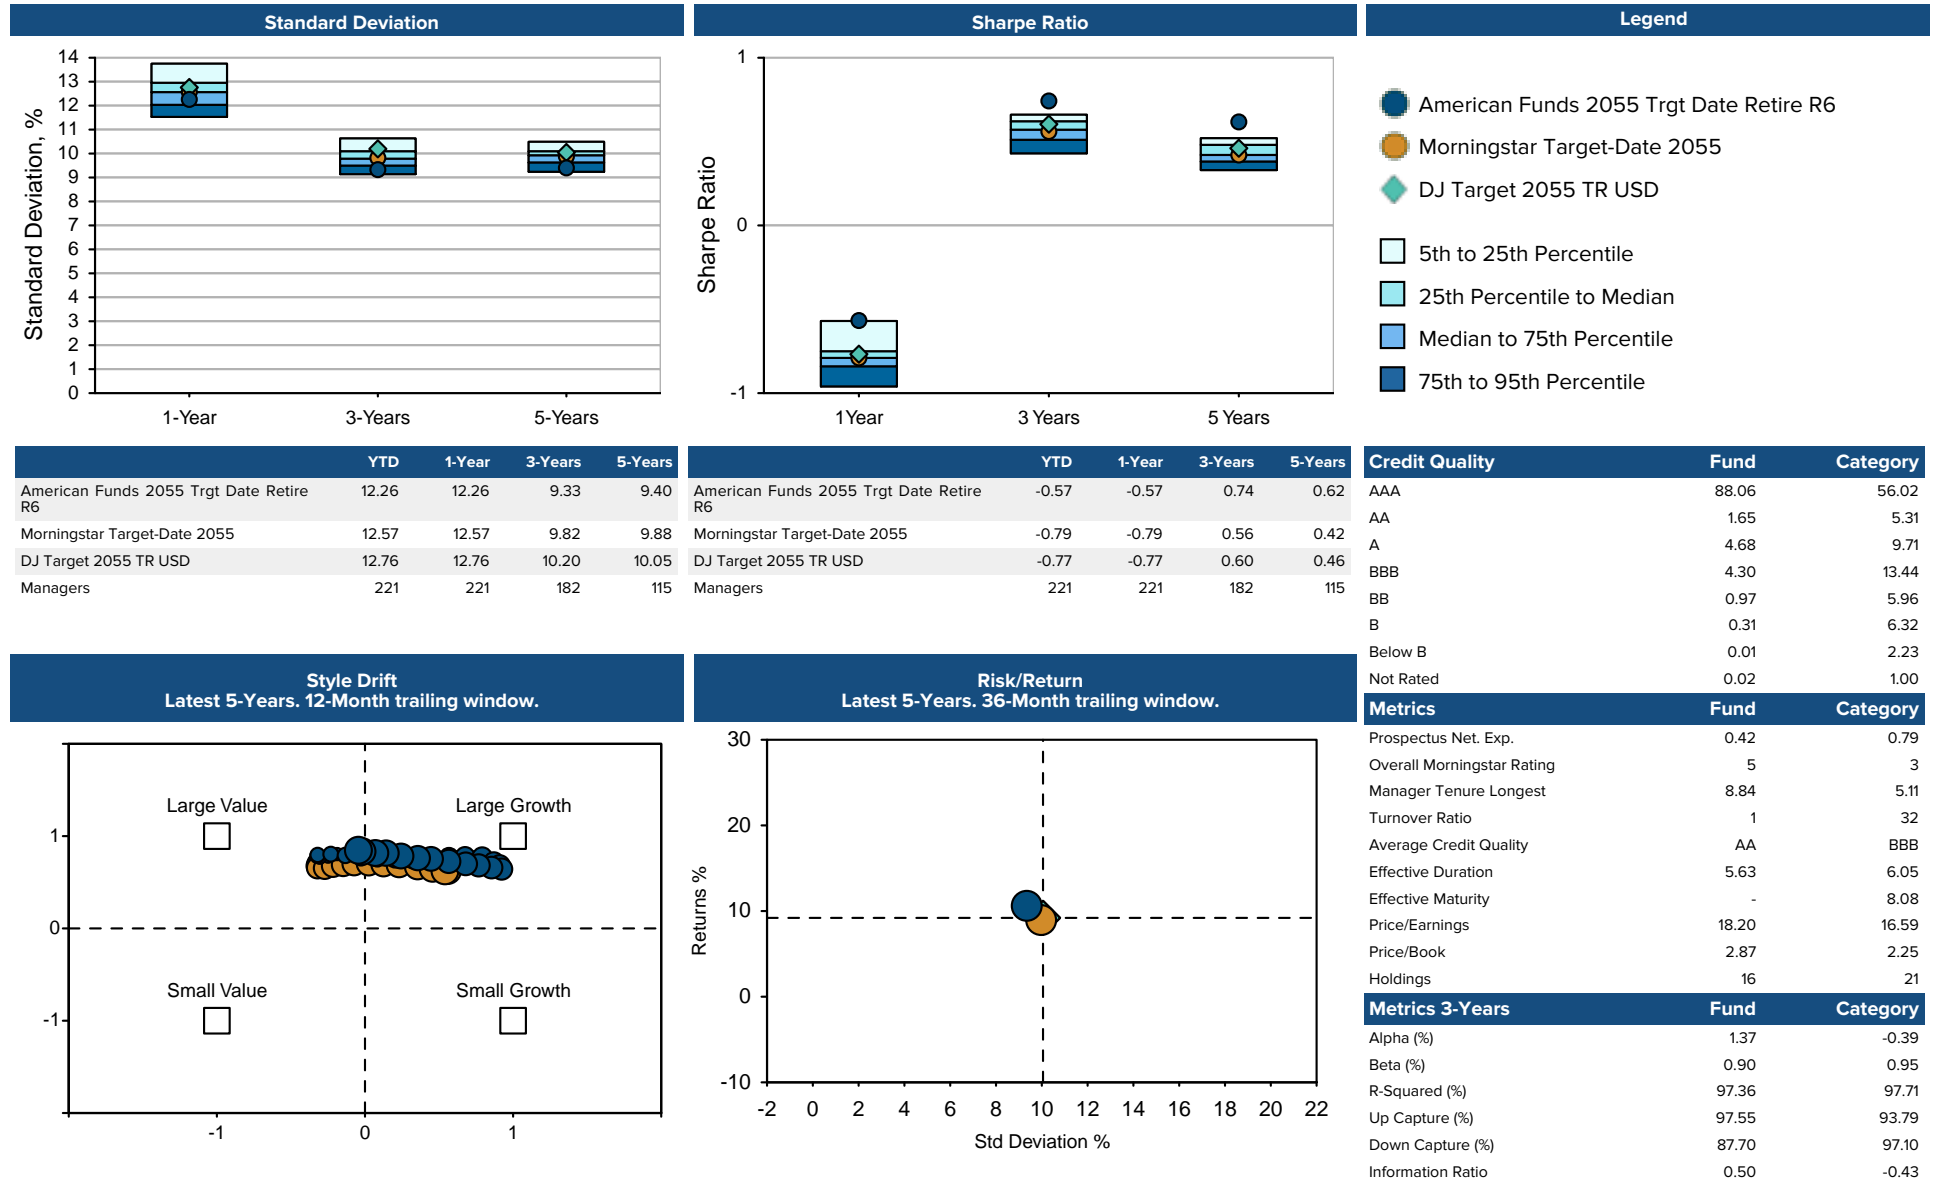 Standard Deviation
14
13
12
11
10
9
8
7
6
5
4
3
2
1
0
Standard Deviation, %
1-Year 3-Years 5-Years
Sharpe Ratio
1
0
-1
Sharpe Ratio
1Year 3 Years 5 Years
Legend
American Funds 2055 Trgt Date Retire R6
Morningstar Target-Date 2055
DJ Target 2055 TR USD
5th to 25th Percentile
25th Percentile to Median
Median to 75th Percentile
75th to 95th Percentile
YTD 1-Year 3-Years 5-Years
American Funds 2055 Trgt Date Retire 12.26 12.26 9.33 9.40
R6
Morningstar Target-Date 2055 12.57 12.57 9.82 9.88
DJ Target 2055 TR USD 12.76 12.76 10.20 10.05
Managers 221 221 182 115
YTD 1-Year 3-Years 5-Years
American Funds 2055 Trgt Date Retire -0.57 -0.57 0.74 0.62
R6
Morningstar Target-Date 2055 -0.79 -0.79 0.56 0.42
DJ Target 2055 TR USD -0.77 -0.77 0.60 0.46
Managers 221 221 182 115
Credit Quality Fund Category
AAA 88.06 56.02
AA 1.65 5.31
A 4.68 9.71
BBB 4.30 13.44
BB 0.97 5.96
B 0.31 6.32
Below B 0.01 2.23
Not Rated 0.02 1.00
Metrics Fund Category
Prospectus Net. Exp. 0.42 0.79
Overall Morningstar Rating 5 3
Manager Tenure Longest 8.84 5.11
Turnover Ratio 1 32
Average Credit Quality AA BBB
Effective Duration 5.63 6.05
Effective Maturity - 8.08
Price/Earnings 18.20 16.59
Price/Book 2.87 2.25
Holdings 16 21
Metrics 3-Years Fund Category
Alpha (%) 1.37 -0.39
Beta (%) 0.90 0.95
R-Squared (%) 97.36 97.71
Up Capture (%) 97.55 93.79
Down Capture (%) 87.70 97.10
Information Ratio 0.50 -0.43
Style Drift
Latest 5-Years. 12-Month trailing window.
Large Value Large Growth
1
0
Small Value Small Growth
-1
-1 0 1
Risk/Return
Latest 5-Years. 36-Month trailing window.
30
20
10
0
-10
Returns %
-2 0 2 4 6 8 10 12 14 16 18 20 22
Std Deviation %